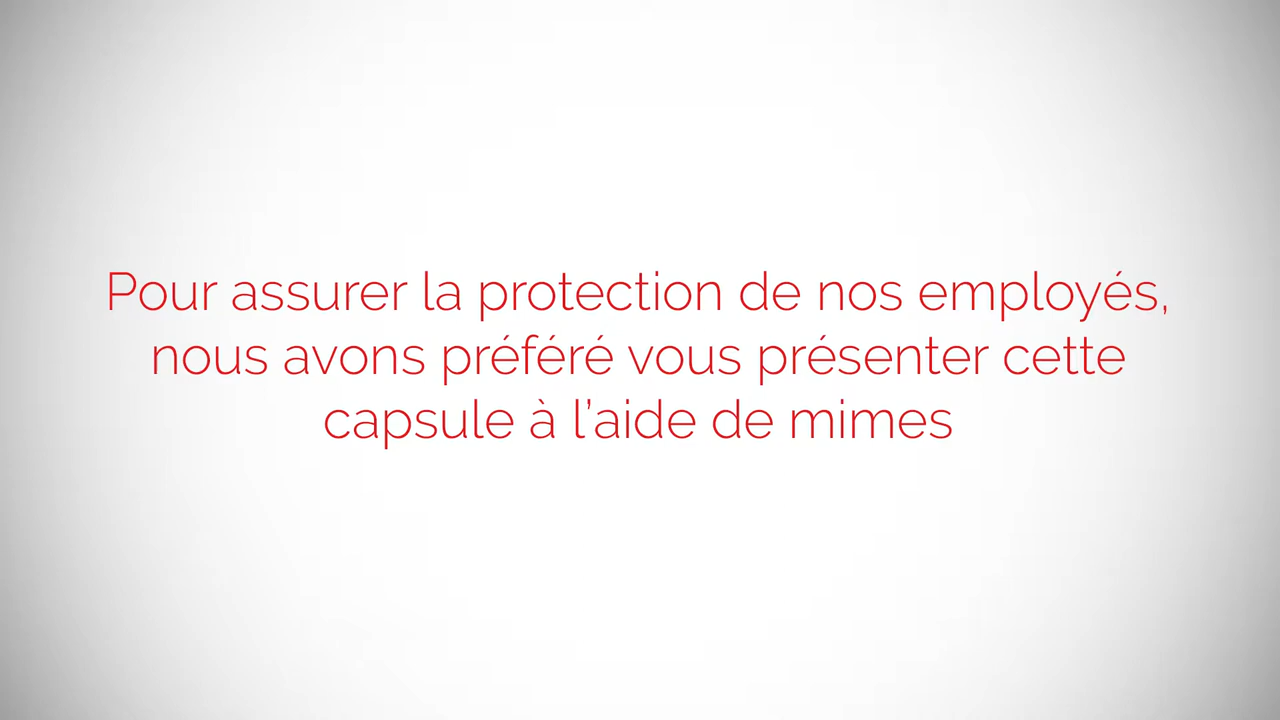 Pour assurer la protection de nos employés,
nous avons préféré vous présenter cette
capsule à l’aide de mimes